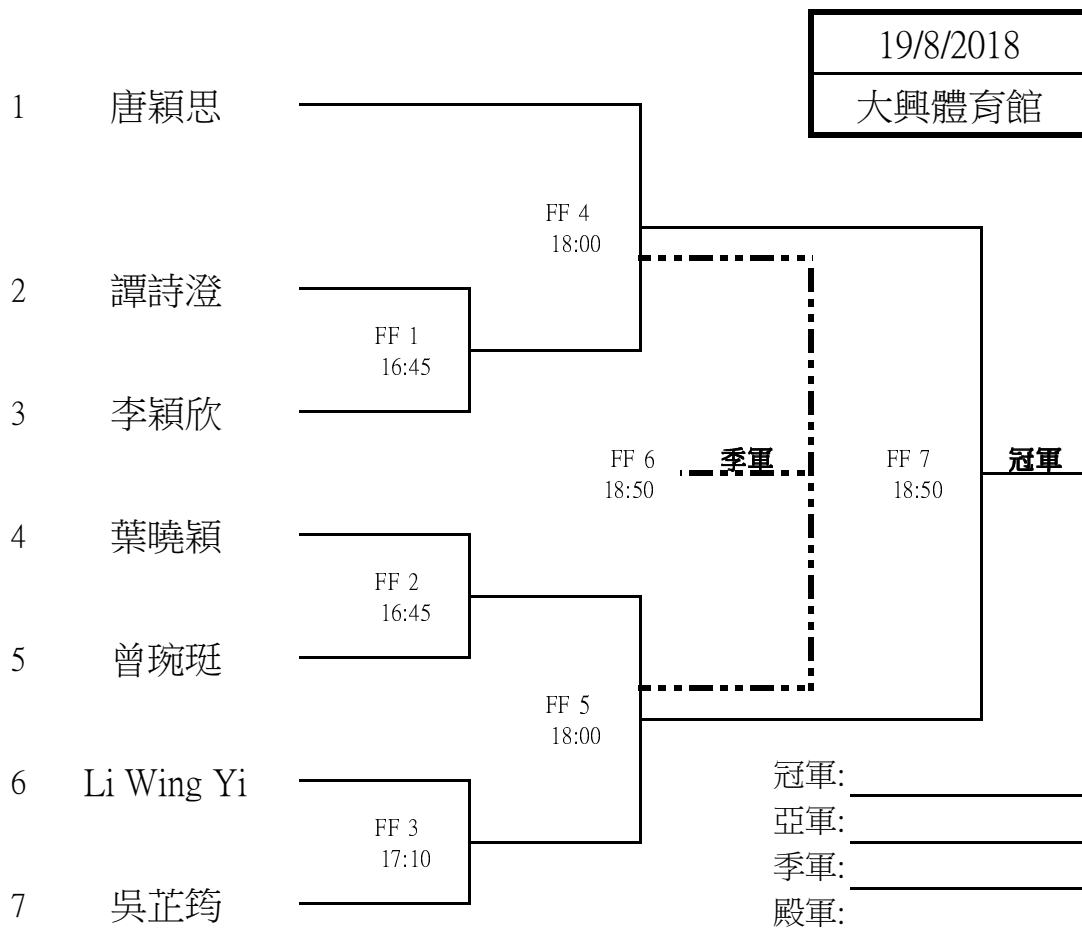 19/8/2018
大興體育館
1 唐穎思
FF 4
18:00
2 譚詩澄
FF 1
16:45
3 李穎欣
FF 6 季軍 FF 7 冠軍
18:50 18:50
4 葉曉穎
FF 2
16:45
5 曾琬珽
FF 5
18:00
6 Li Wing Yi
冠軍:
亞軍:
FF 3
17:10
季軍:
7 吳芷筠
殿軍: